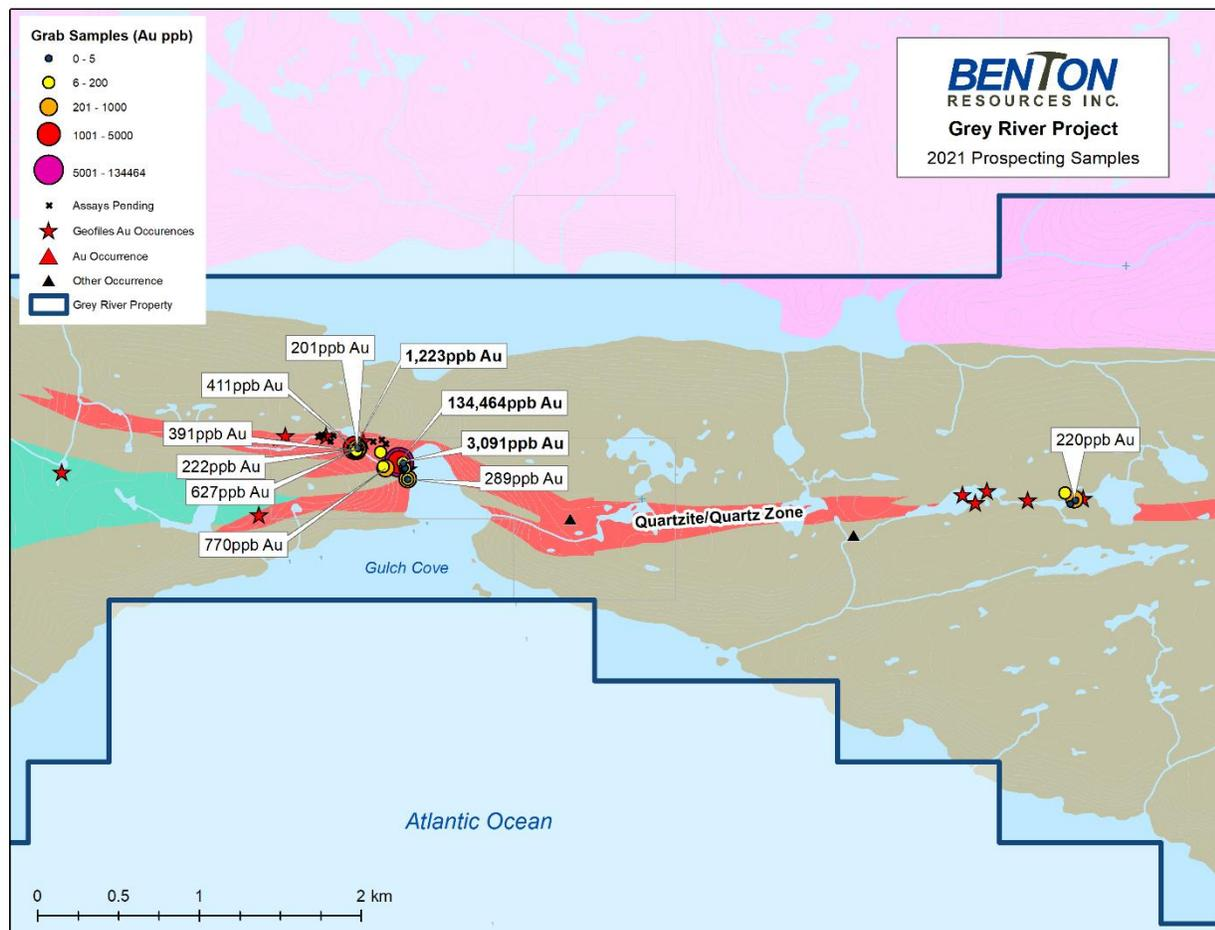 Grab Samples (Au ppb)
0 - 5
6 - 200
201 - 1000
1001 - 5000
5001 - 134464
Assays Pending
Geofiles Au Occurences
Au Occurrence
Other Occurrence
Grey River Property
BENTON
RESOURCES INC.
Grey River Project
2021 Prospecting Samples
201ppb Au
1,223ppb Au
411ppb Au
134,464ppb Au
391ppb Au
3,091ppb Au
220ppb Au
222ppb Au
289ppb Au
627ppb Au
Quartzite/Quartz Zone
770ppb Au
Gulch Cove
Atlantic Ocean
0 0.5 1 2 km